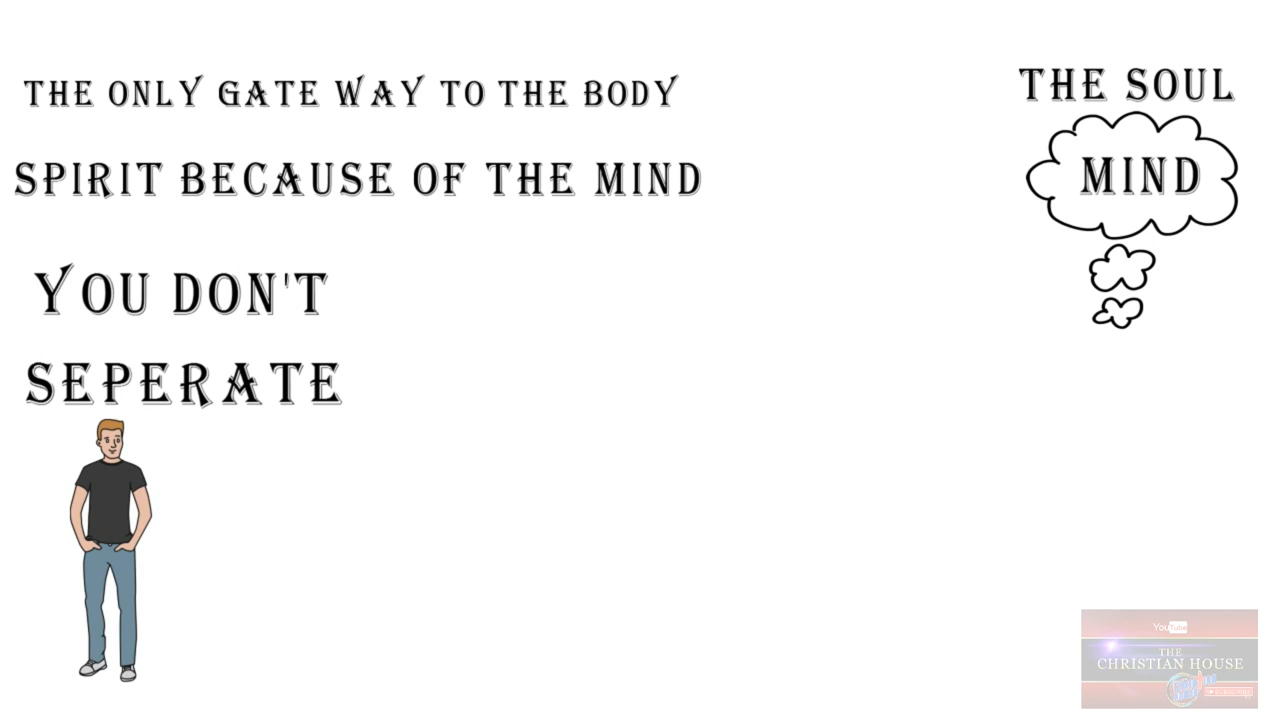 THE ONLY GATE WAY TO THE BODY
SPIRIT BECAUSE OF THE MIND
YOU DON'T
SEPERATE
THE SOUL
MIND
YouTube
THE
CHRISTIAN HOUSE
SUBSCRIBE